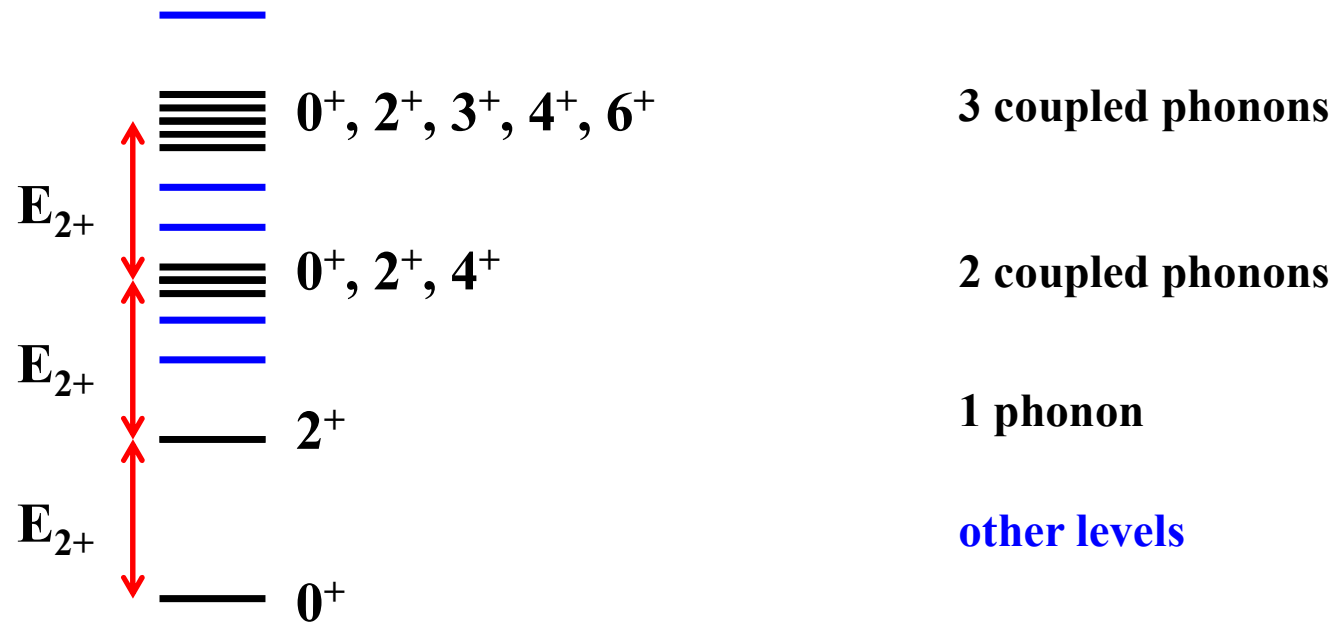 0⁺, 2⁺, 3⁺, 4⁺, 6⁺ 3 coupled phonons
E₂₊
0⁺, 2⁺, 4⁺ 2 coupled phonons
E₂₊
2⁺ 1 phonon
E₂₊
other levels
0⁺